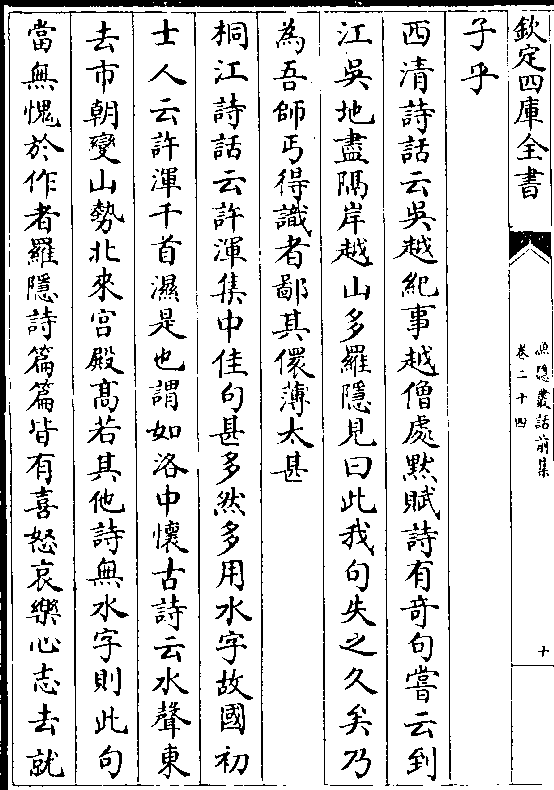 欽定四庫全書
漁隱叢話前集
卷二十四
十
子乎
西清詩話云吳越紀事越僧處默賦詩有竒句嘗云到
江吳地盡隔岸越山多羅隱見曰此我句失之久矣乃
為吾師丐得識者鄙其儇薄太甚
桐江詩話云許渾集中佳句甚多然多用水字故國初
士人云許渾千首濕是也謂如洛中懷古詩云水聲東
去市朝變山勢北來宫殿髙若其他詩無水字則此句
當無愧於作者羅隱詩篇篇皆有喜怒哀樂心志去就